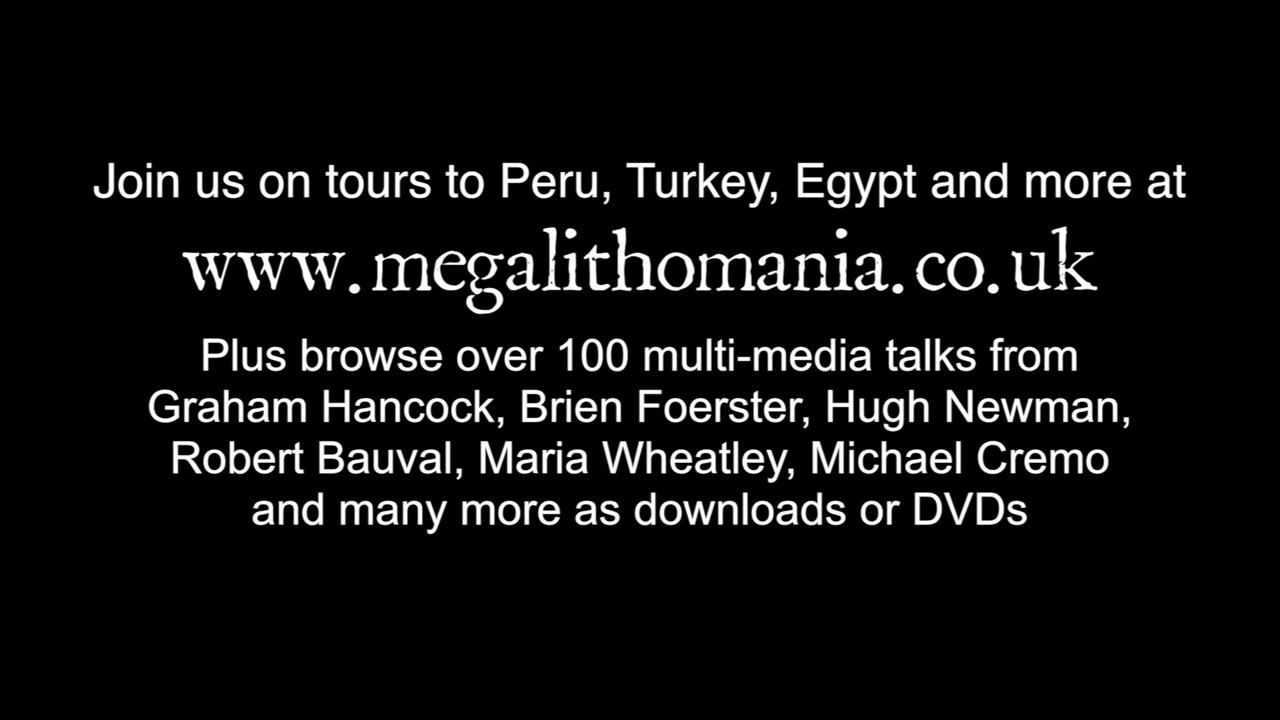 Join us on tours to Peru, Turkey, Egypt and more at
www.megalithomania.co.uk
Plus browse over 100 multi-media talks from
Graham Hancock, Brien Foerster, Hugh Newman,
Robert Bauval, Maria Wheatley, Michael Cremo
and many more as downloads or DVDs